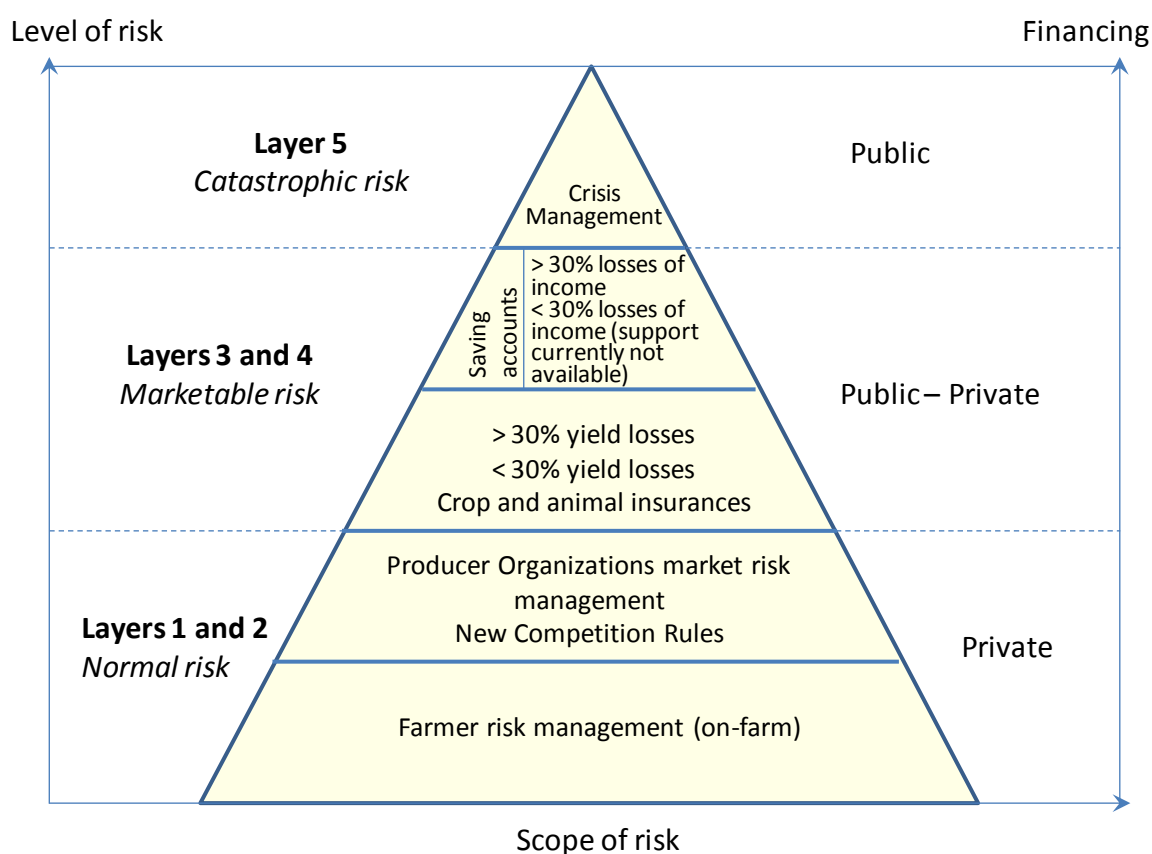 Level of risk
Financing
Layer 5
Catastrophic risk
Public
Crisis
Management
Saving
accounts
> 30% losses of
income
< 30% losses of
income (support
currently not
available)
Layers 3 and 4
Marketable risk
Public – Private
> 30% yield losses
< 30% yield losses
Crop and animal insurances
Producer Organizations market risk
management
New Competition Rules
Layers 1 and 2
Normal risk
Private
Farmer risk management (on-farm)
Scope of risk